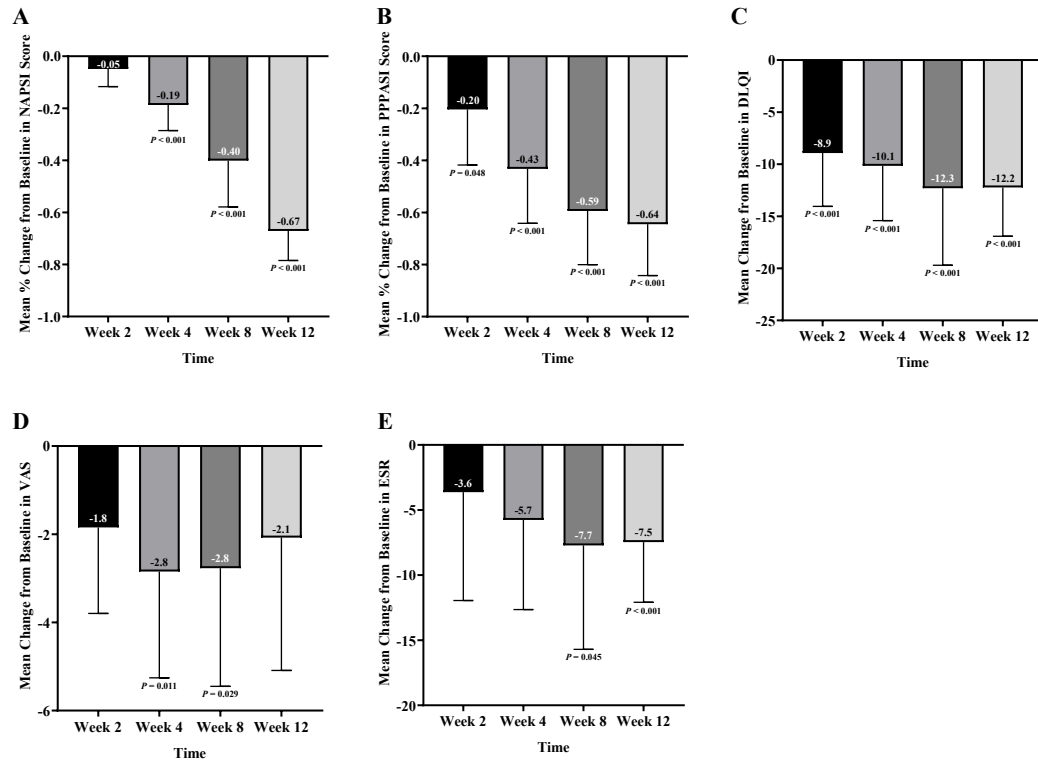 A
Mean % Change from Baseline in NAPSI Score
0.0
-0.2
-0.4
-0.6
-0.8
-1.0
-0.05
-0.19
-0.40
-0.67
P < 0.001
P < 0.001
P < 0.001
Week 2 Week 4 Week 8 Week 12
Time
B
Mean % Change from Baseline in PPPASI Score
0.0
-0.2
-0.4
-0.6
-0.8
-1.0
-0.20
-0.43
-0.59
-0.64
P = 0.048
P < 0.001
P < 0.001
P < 0.001
Week 2 Week 4 Week 8 Week 12
Time
C
Mean Change from Baseline in DLQI
0
-5
-10
-15
-20
-25
-8.9
-10.1
-12.3
-12.2
P < 0.001
P < 0.001
P < 0.001
P < 0.001
Week 2 Week 4 Week 8 Week 12
Time
D
Mean Change from Baseline in VAS
0
-2
-4
-6
-1.8
-2.8
-2.8
-2.1
P = 0.011
P = 0.029
Week 2 Week 4 Week 8 Week 12
Time
E
Mean Change from Baseline in ESR
0
-5
-10
-15
-20
-3.6
-5.7
-7.7
-7.5
P = 0.045
P < 0.001
Week 2 Week 4 Week 8 Week 12
Time